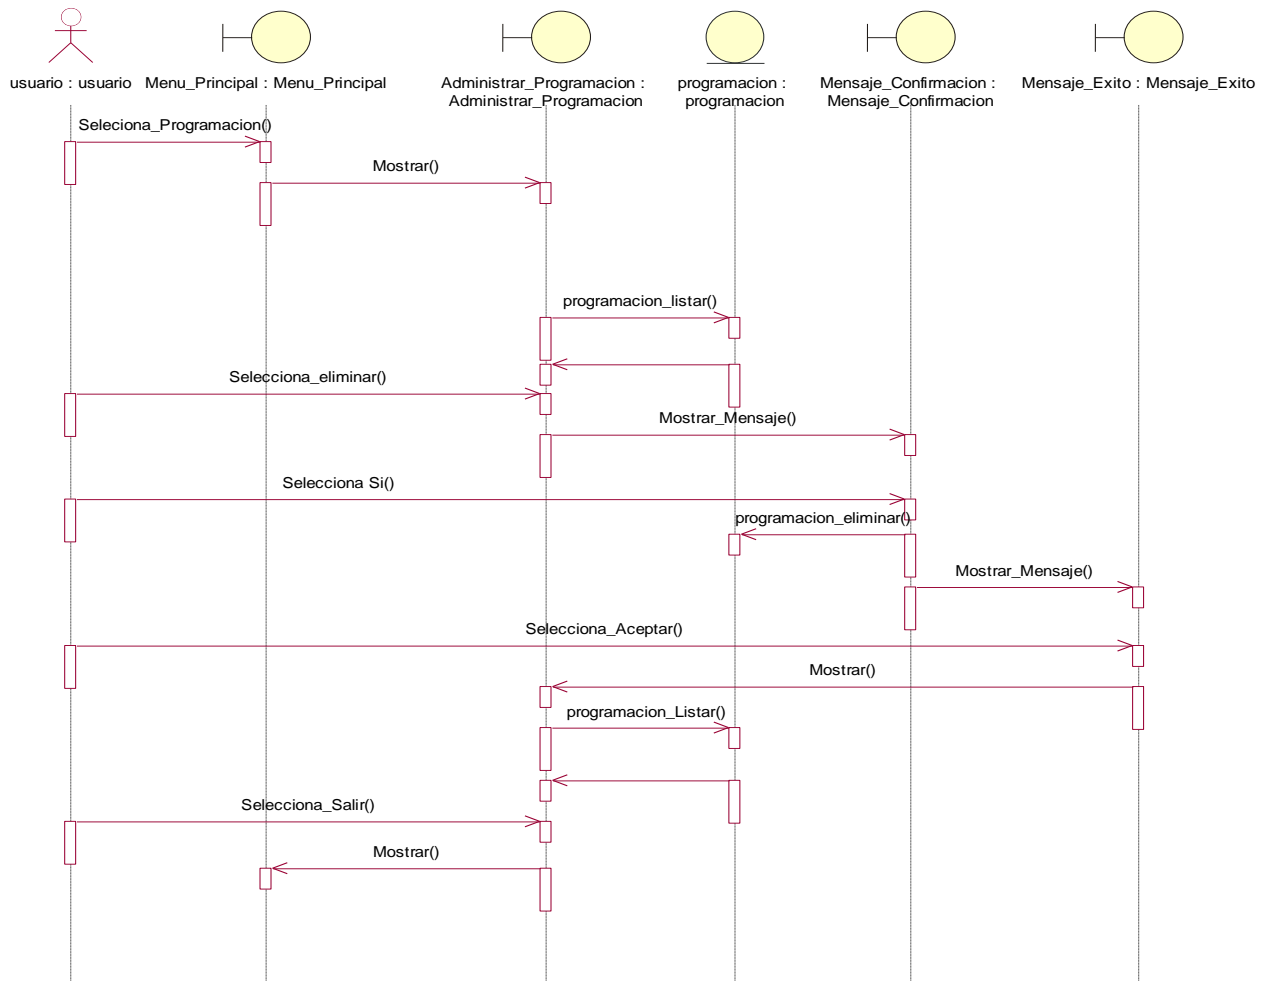 usuario : usuario
Menu_Principal : Menu_Principal
Administrar_Programacion :
Administrar_Programacion
programacion :
programacion
Mensaje_Confirmacion :
Mensaje_Confirmacion
Mensaje_Exito : Mensaje_Exito
Seleciona_Programacion()
Mostrar()
programacion_listar()
Selecciona_eliminar()
Mostrar_Mensaje()
Selecciona Si()
programacion_eliminar()
Mostrar_Mensaje()
Selecciona_Aceptar()
Mostrar()
programacion_Listar()
Selecciona_Salir()
Mostrar()